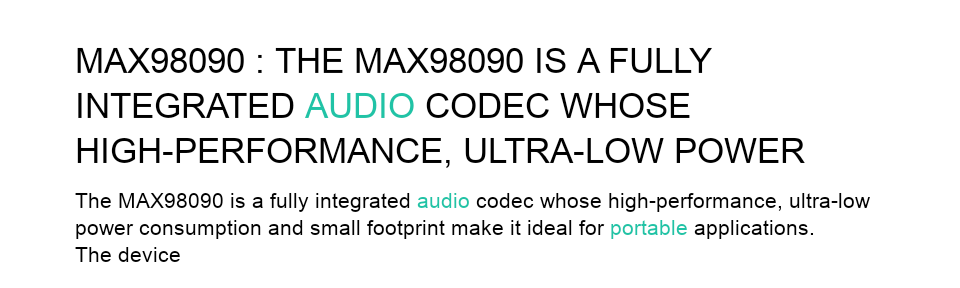 MAX98090 : THE MAX98090 IS A FULLY
INTEGRATED AUDIO CODEC WHOSE
HIGH-PERFORMANCE, ULTRA-LOW POWER
The MAX98090 is a fully integrated audio codec whose high-performance, ultra-low
power consumption and small footprint make it ideal for portable applications.
The device